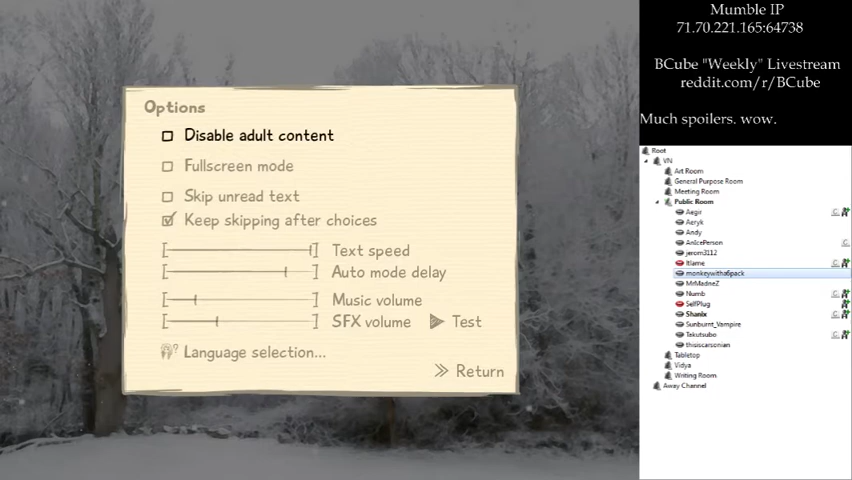 Options
Disable adult content
Fullscreen mode
Skip unread text
Keep skipping after choices
Text speed
Auto mode delay
Music volume
SFX volume
Test
Language selection...
Return
Mumble IP
71.70.221.165:64738
BCube "Weekly" Livestream
reddit.com/r/BCube
Much spoilers. wow.
Root
VN
Art Room
General Purpose Room
Meeting Room
Public Room
Aegir
Aeryk
Andy
AnIcePerson
jerom3112
monkeywitha6pack
MrMadneZ
Numb
SelfPlug
Shanix
Sunburnt_Vampire
Takutsubo
thisiscarsonian
Tabletop
Vidya
Writing Room
Away Channel